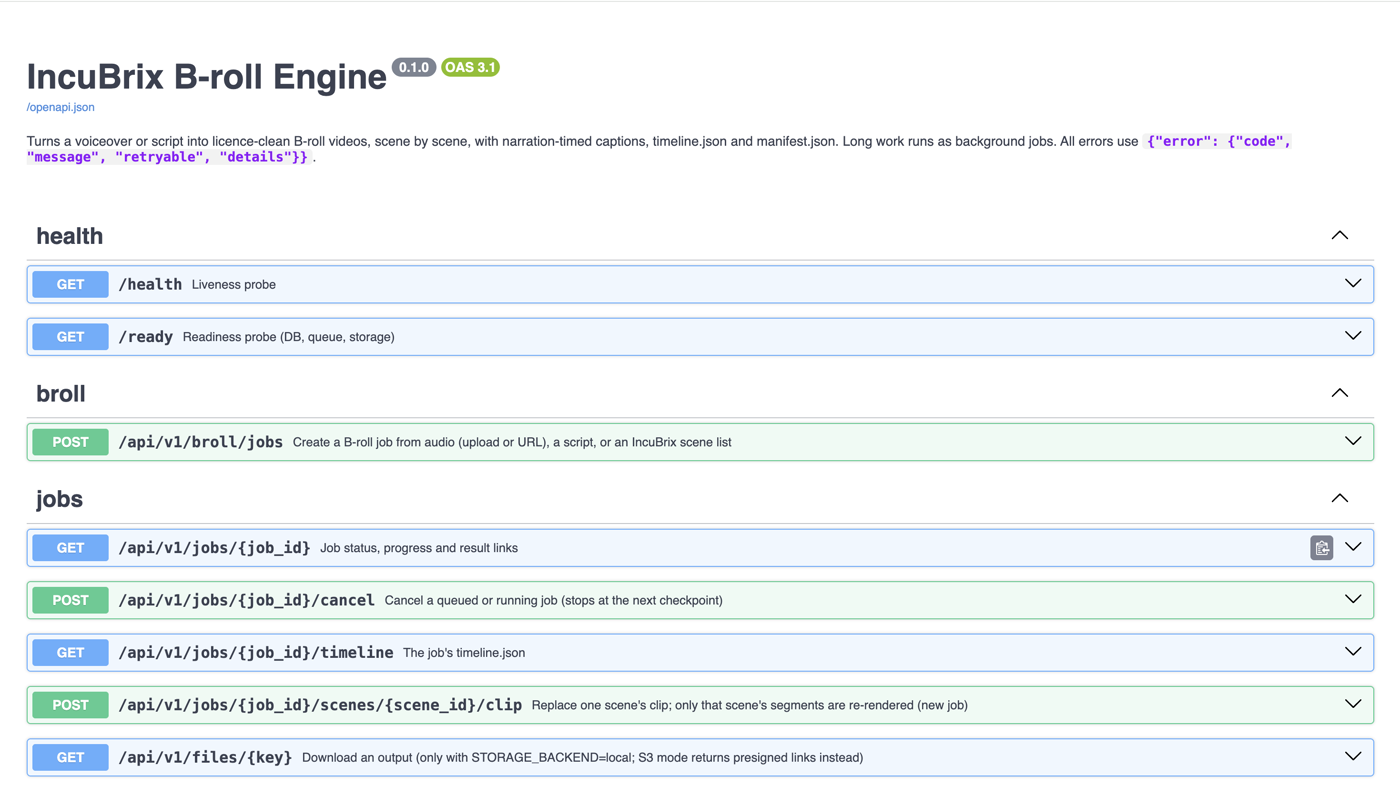 IncuBrix B-roll Engine 0.1.0 OAS 3.1
/openapi.json
Turns a voiceover or script into licence-clean B-roll videos, scene by scene, with narration-timed captions, timeline.json and manifest.json. Long work runs as background jobs. All errors use {"error": {"code",
"message", "retryable", "details"}} .
health
GET /health Liveness probe
GET /ready Readiness probe (DB, queue, storage)
broll
POST /api/v1/broll/jobs Create a B-roll job from audio (upload or URL), a script, or an IncuBrix scene list
jobs
GET /api/v1/jobs/{job_id} Job status, progress and result links
POST /api/v1/jobs/{job_id}/cancel Cancel a queued or running job (stops at the next checkpoint)
GET /api/v1/jobs/{job_id}/timeline The job's timeline.json
POST /api/v1/jobs/{job_id}/scenes/{scene_id}/clip Replace one scene's clip; only that scene's segments are re-rendered (new job)
GET /api/v1/files/{key} Download an output (only with STORAGE_BACKEND=local; S3 mode returns presigned links instead)